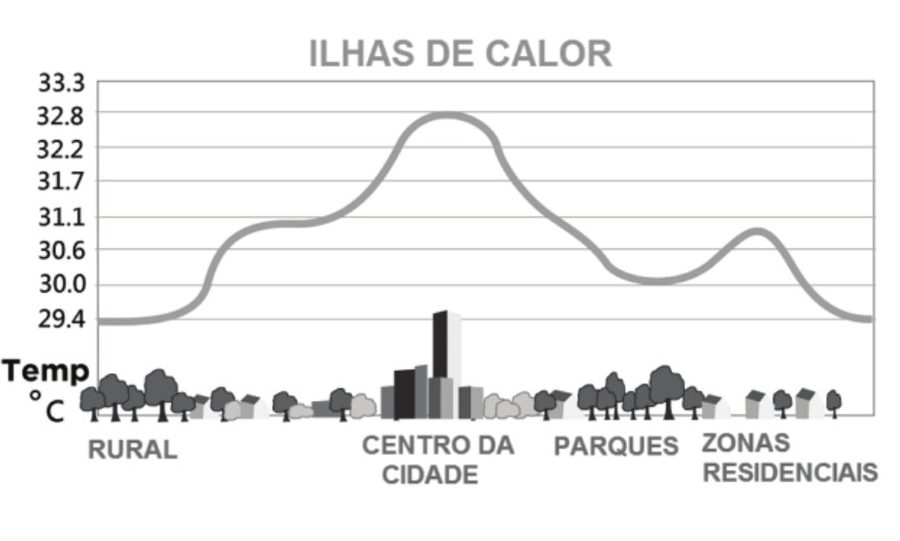 ILHAS DE CALOR
33.3
32.8
32.2
31.7
31.1
30.6
30.0
29.4
Temp
°C
RURAL
CENTRO DA
CIDADE
PARQUES
ZONAS
RESIDENCIAIS